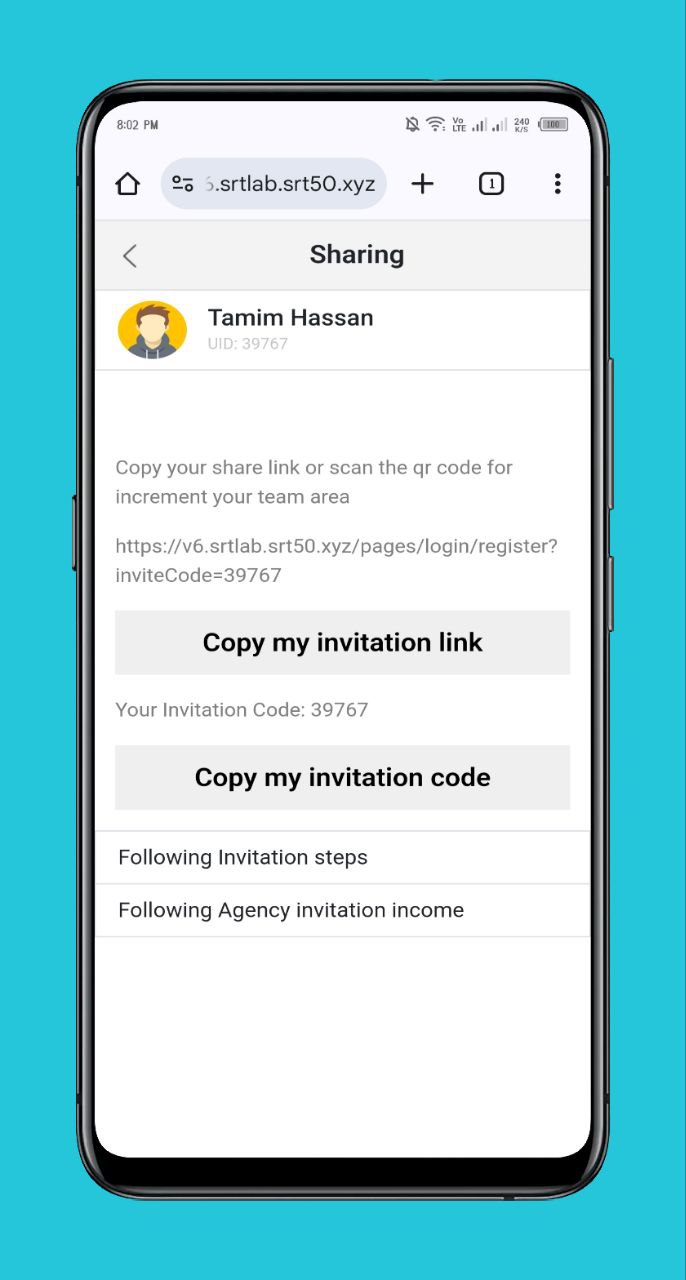 8:02 PM
Vo
LTE
240
K/S
100
6.srtlab.srt50.xyz
1
Sharing
Tamim Hassan
UID: 39767
Copy your share link or scan the qr code for
increment your team area
https://v6.srtlab.srt50.xyz/pages/login/register?
inviteCode=39767
Copy my invitation link
Your Invitation Code: 39767
Copy my invitation code
Following Invitation steps
Following Agency invitation income